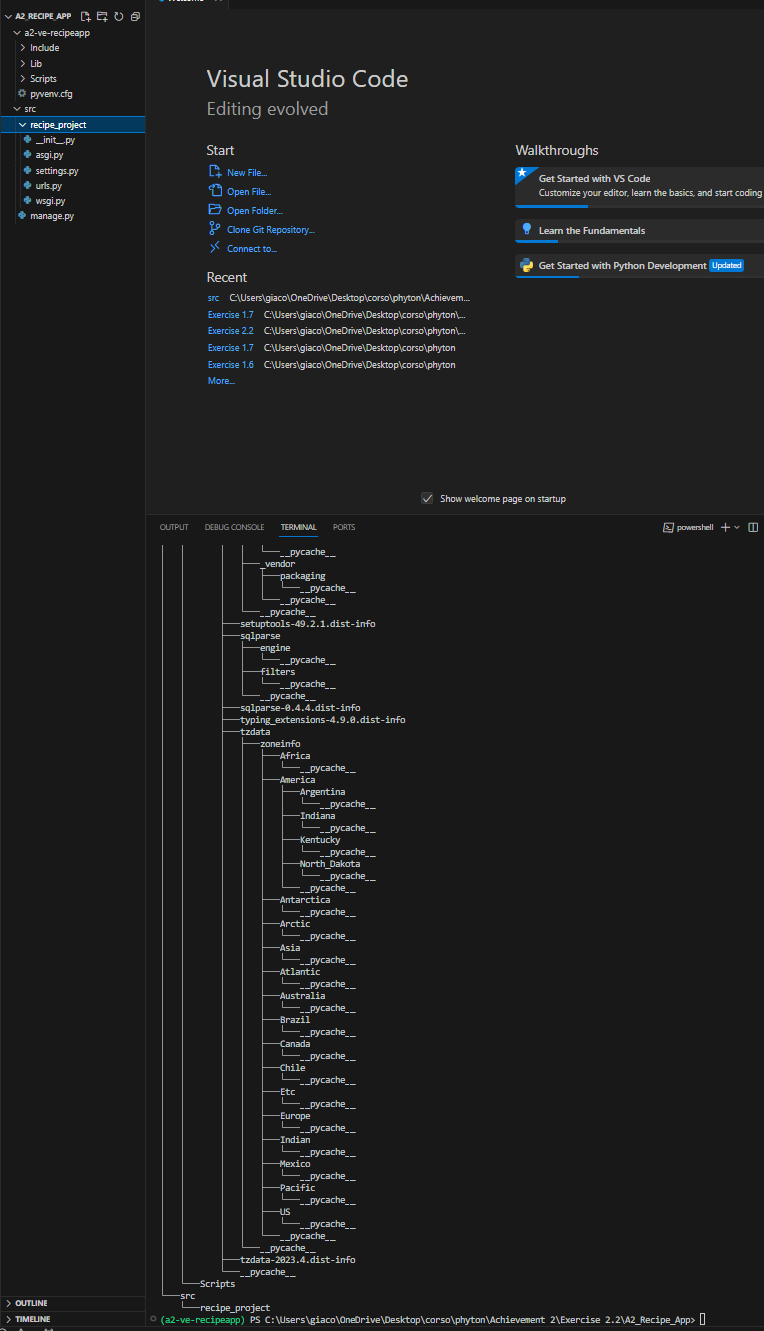 A2_RECIPE_APP
a2-ve-recipeapp
Include
Lib
Scripts
pyvenv.cfg
src
recipe_project
__init__.py
asgi.py
settings.py
urls.py
wsgi.py
manage.py
OUTLINE
TIMELINE
Visual Studio Code
Editing evolved
Start
New File...
Open File...
Open Folder...
Clone Git Repository...
Connect to...
Recent
src C:\Users\giaco\OneDrive\Desktop\corso\phyton\Achievem...
Exercise 1.7 C:\Users\giaco\OneDrive\Desktop\corso\phyton\...
Exercise 2.2 C:\Users\giaco\OneDrive\Desktop\corso\phyton\...
Exercise 1.7 C:\Users\giaco\OneDrive\Desktop\corso\phyton
Exercise 1.6 C:\Users\giaco\OneDrive\Desktop\corso\phyton
More...
Walkthroughs
Get Started with VS Code
Customize your editor, learn the basics, and start coding
Learn the Fundamentals
Get Started with Python Development Updated
Show welcome page on startup
OUTPUT DEBUG CONSOLE TERMINAL PORTS powershell
__pycache__
_vendor
packaging
__pycache__
__pycache__
__pycache__
setuptools-49.2.1.dist-info
sqlparse
engine
__pycache__
filters
__pycache__
__pycache__
sqlparse-0.4.4.dist-info
typing_extensions-4.9.0.dist-info
tzdata
zoneinfo
Africa
__pycache__
America
Argentina
__pycache__
Indiana
__pycache__
Kentucky
__pycache__
North_Dakota
__pycache__
__pycache__
Antarctica
__pycache__
Arctic
__pycache__
Asia
__pycache__
Atlantic
__pycache__
Australia
__pycache__
Brazil
__pycache__
Canada
__pycache__
Chile
__pycache__
Etc
__pycache__
Europe
__pycache__
Indian
__pycache__
Mexico
__pycache__
Pacific
__pycache__
US
__pycache__
__pycache__
__pycache__
tzdata-2023.4.dist-info
__pycache__
Scripts
src
recipe_project
(a2-ve-recipeapp) PS C:\Users\giaco\OneDrive\Desktop\corso\phyton\Achievement 2\Exercise 2.2\A2_Recipe_App>